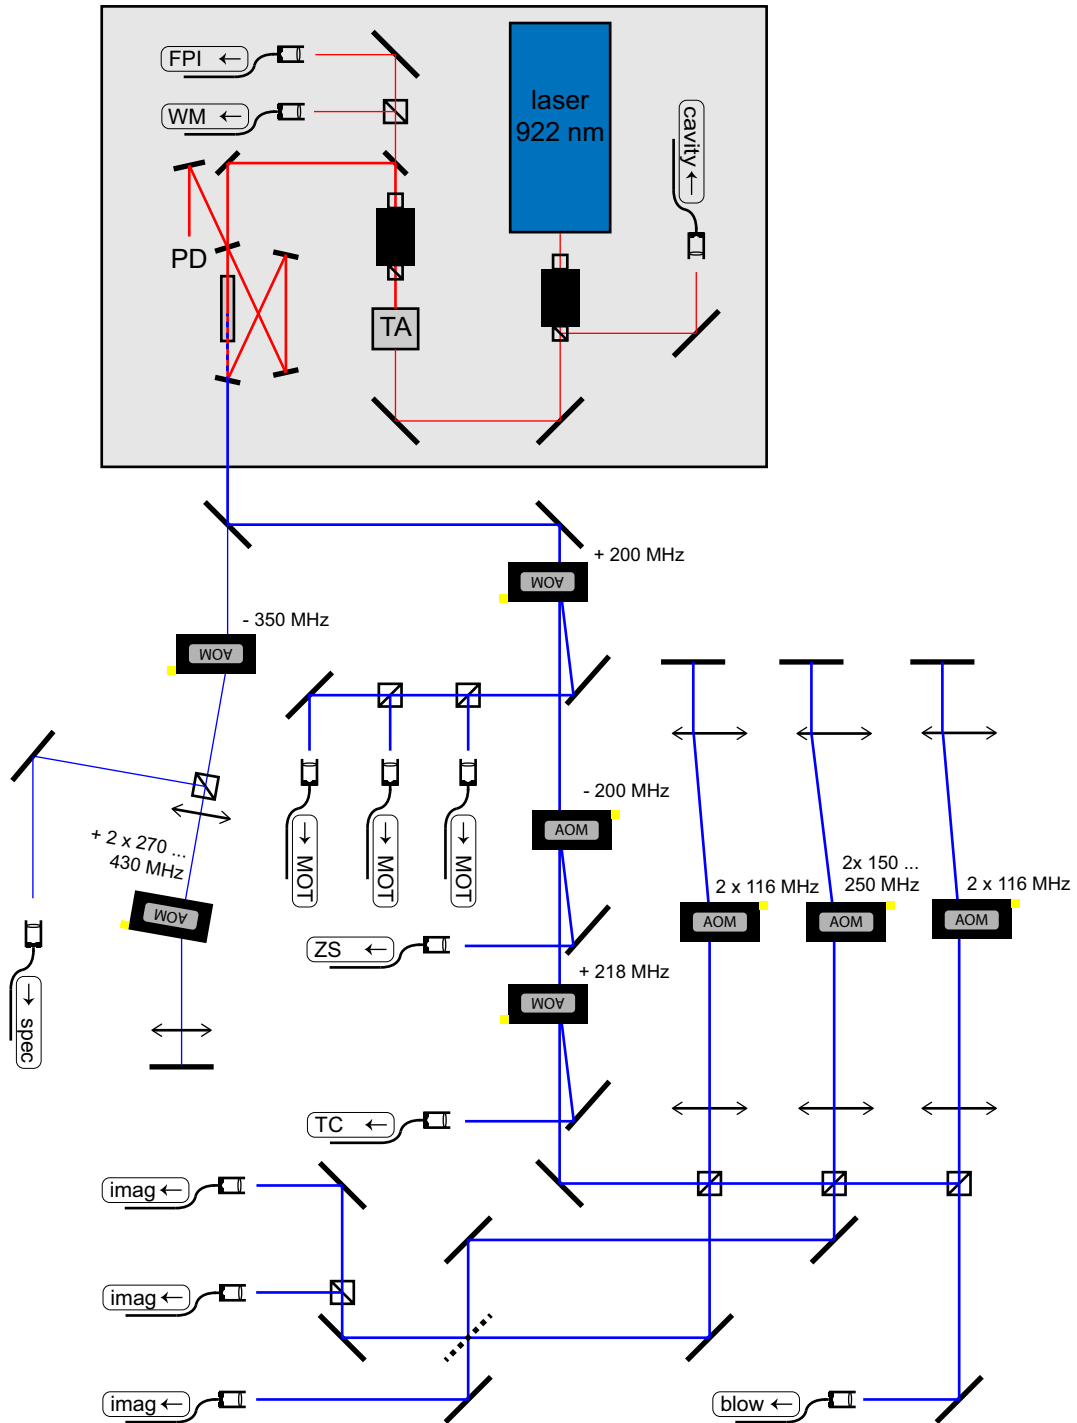 FPI ←
WM ←
laser
922 nm
cavity ←
PD
TA
+ 200 MHz
AOM
- 350 MHz
AOM
- 200 MHz
AOM
+ 2 x 270 ...
430 MHz
AOM
→ MOT
→ MOT
→ MOT
2 x 116 MHz
AOM
2x 150 ...
250 MHz
AOM
2 x 116 MHz
AOM
ZS ←
+ 218 MHz
AOM
→ spec
TC ←
imag ←
imag ←
imag ←
blow ←